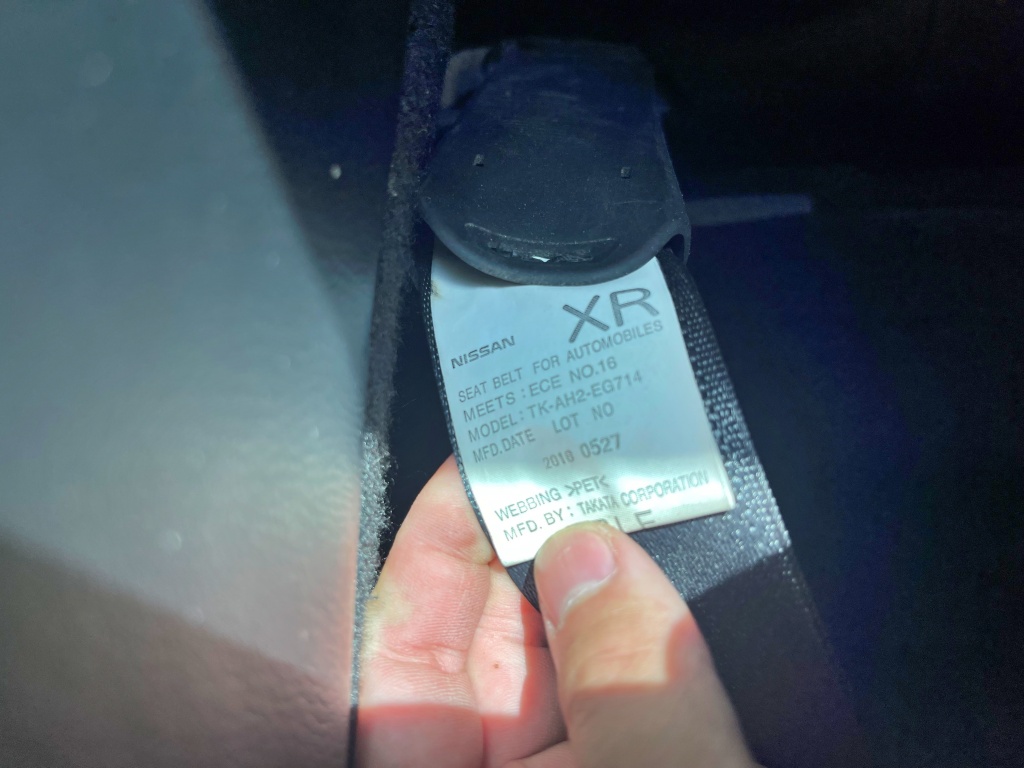 XR
NISSAN
SEAT BELT FOR AUTOMOBILES
MEETS : ECE NO.16
MODEL : TK-AH2-EG714
MFD.DATE LOT NO
2018 0527
WEBBING >PET<
MFD. BY : TAKATA CORPORATION